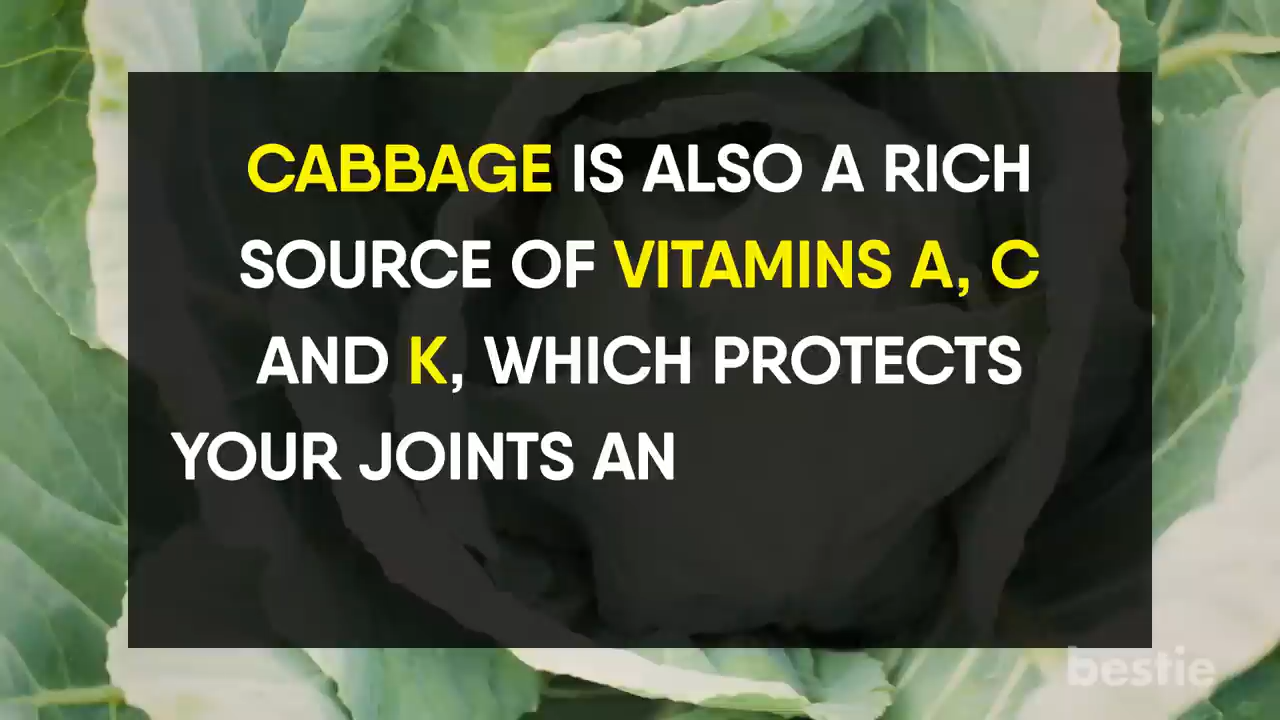 CABBAGE IS ALSO A RICH
SOURCE OF VITAMINS A, C
AND K, WHICH PROTECTS
YOUR JOINTS AN
bestie